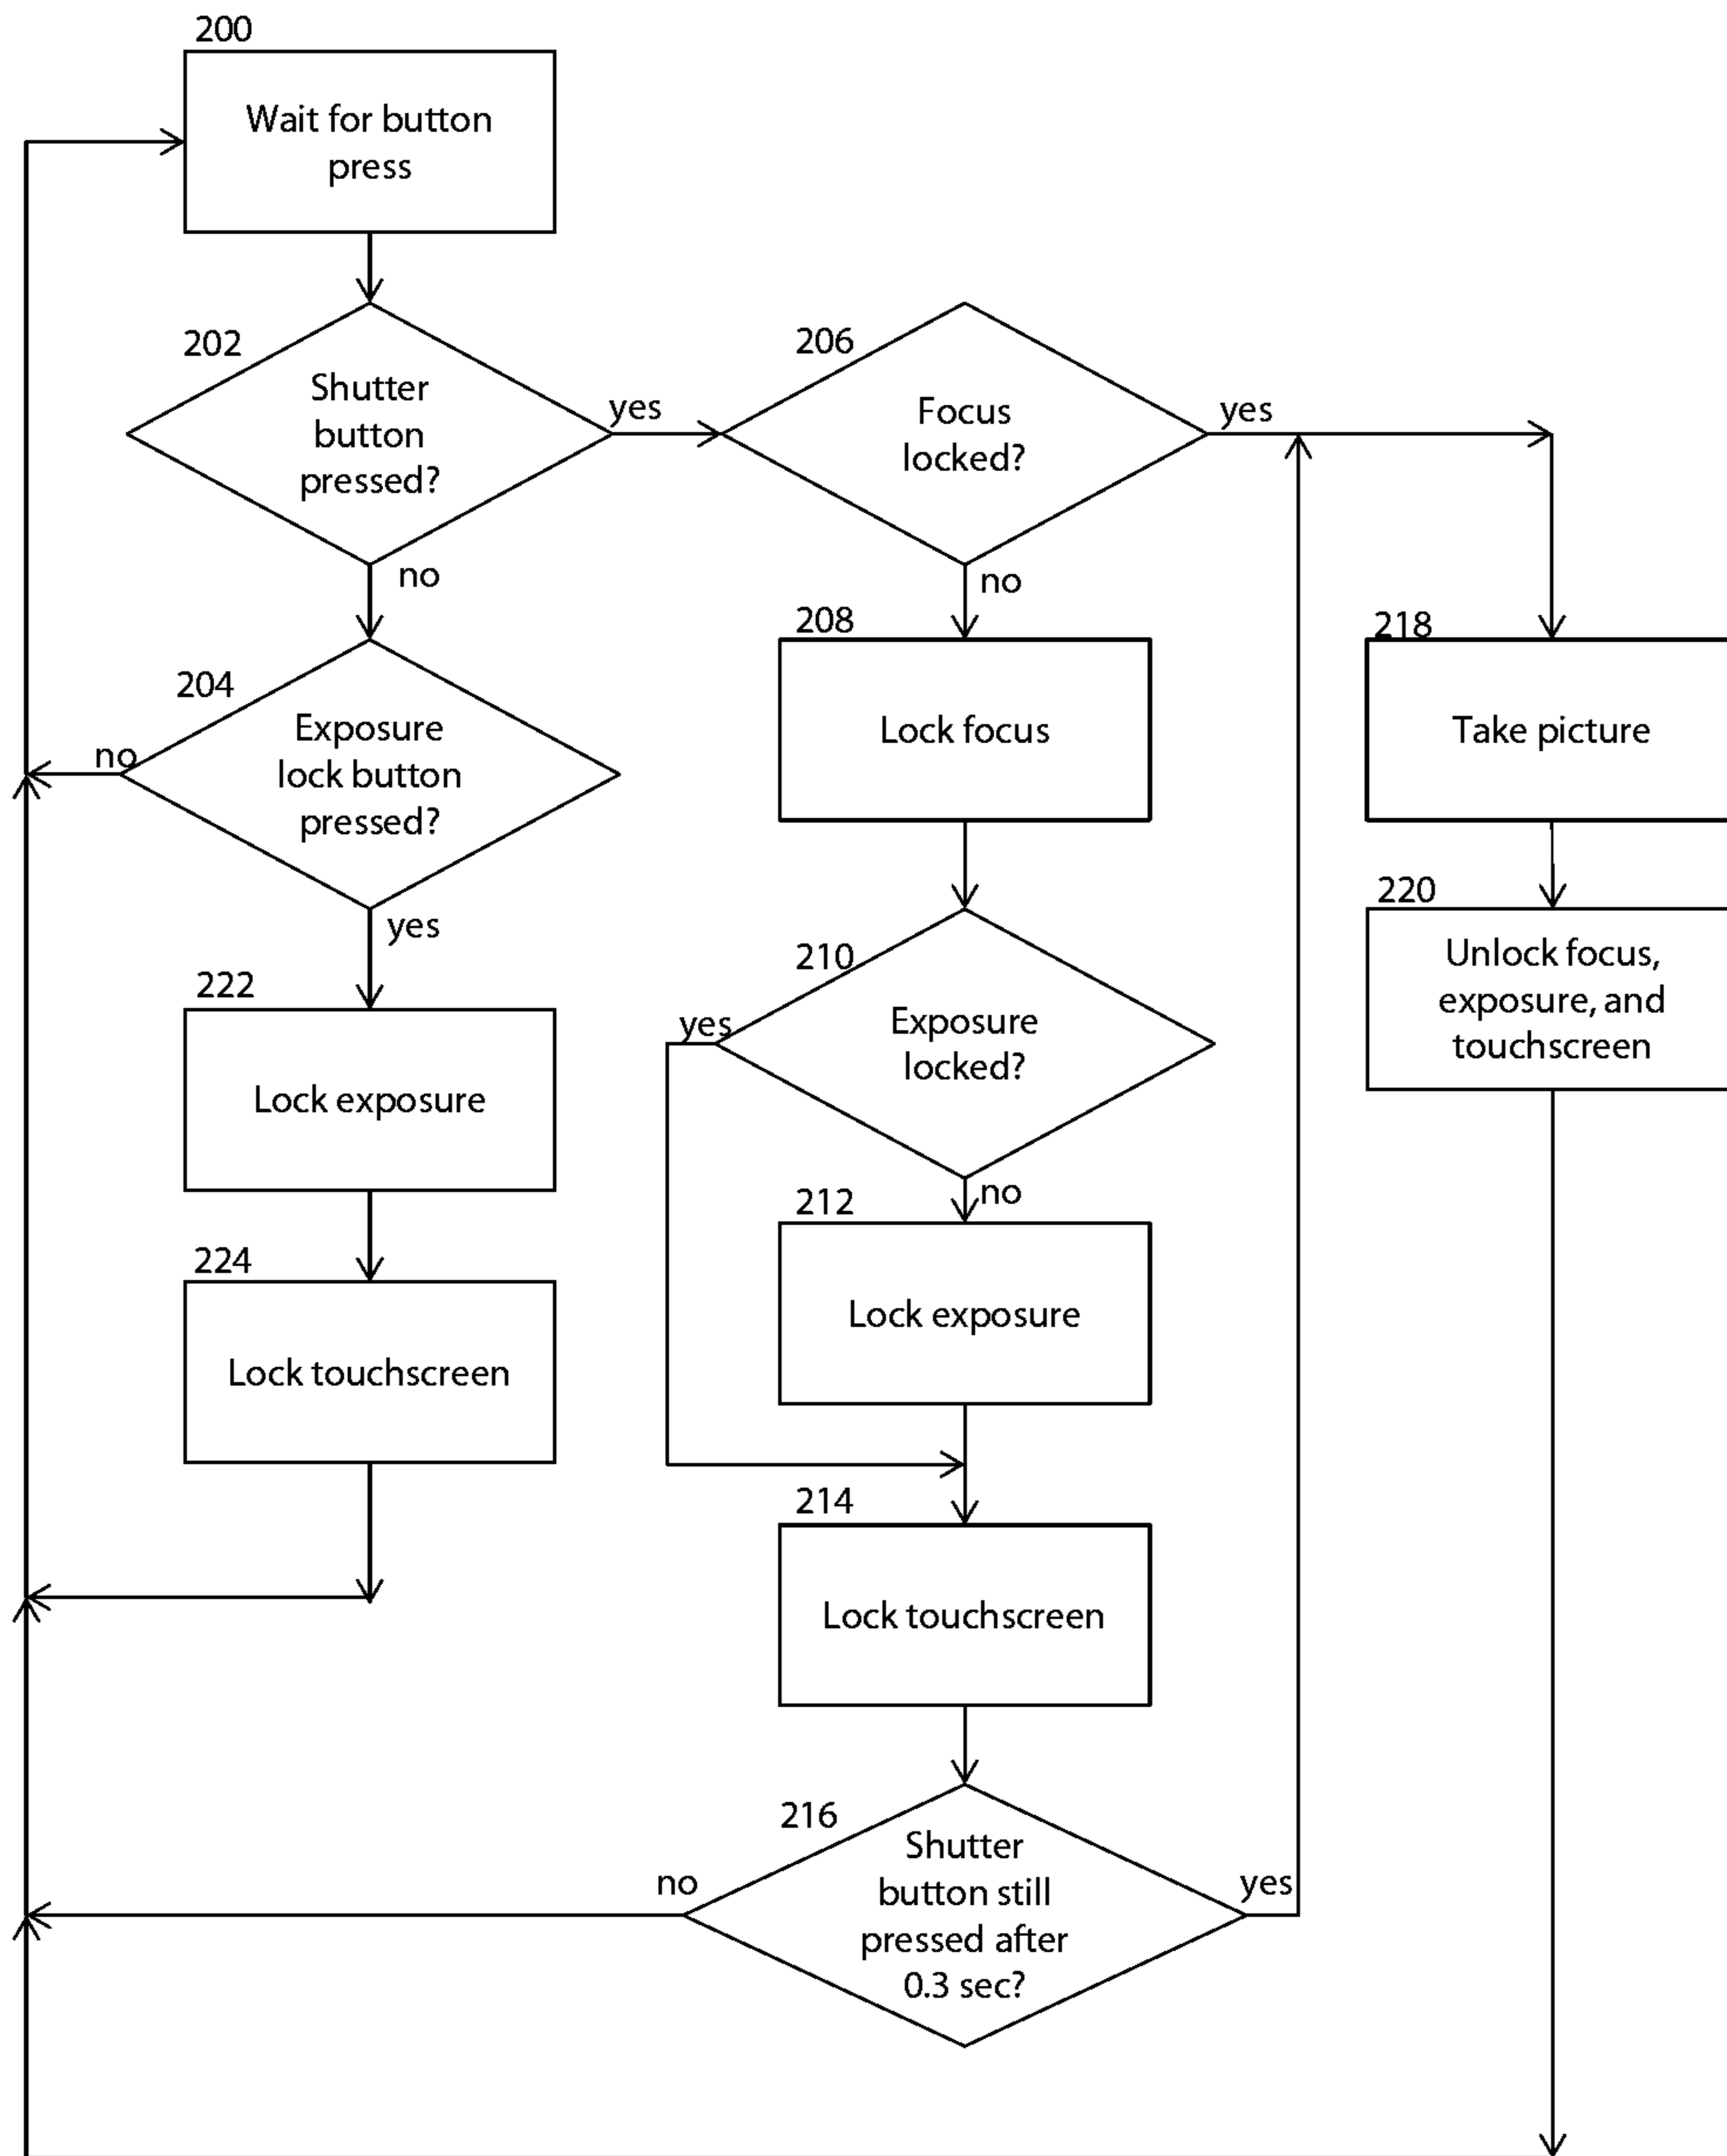 200
Wait for button
press
202
Shutter
button
pressed?
yes
no
206
Focus
locked?
yes
no
204
Exposure
lock button
pressed?
no
yes
208
Lock focus
218
Take picture
220
Unlock focus,
exposure, and
touchscreen
210
Exposure
locked?
yes
no
222
Lock exposure
212
Lock exposure
224
Lock touchscreen
214
Lock touchscreen
216
Shutter
button still
pressed after
0.3 sec?
no
yes